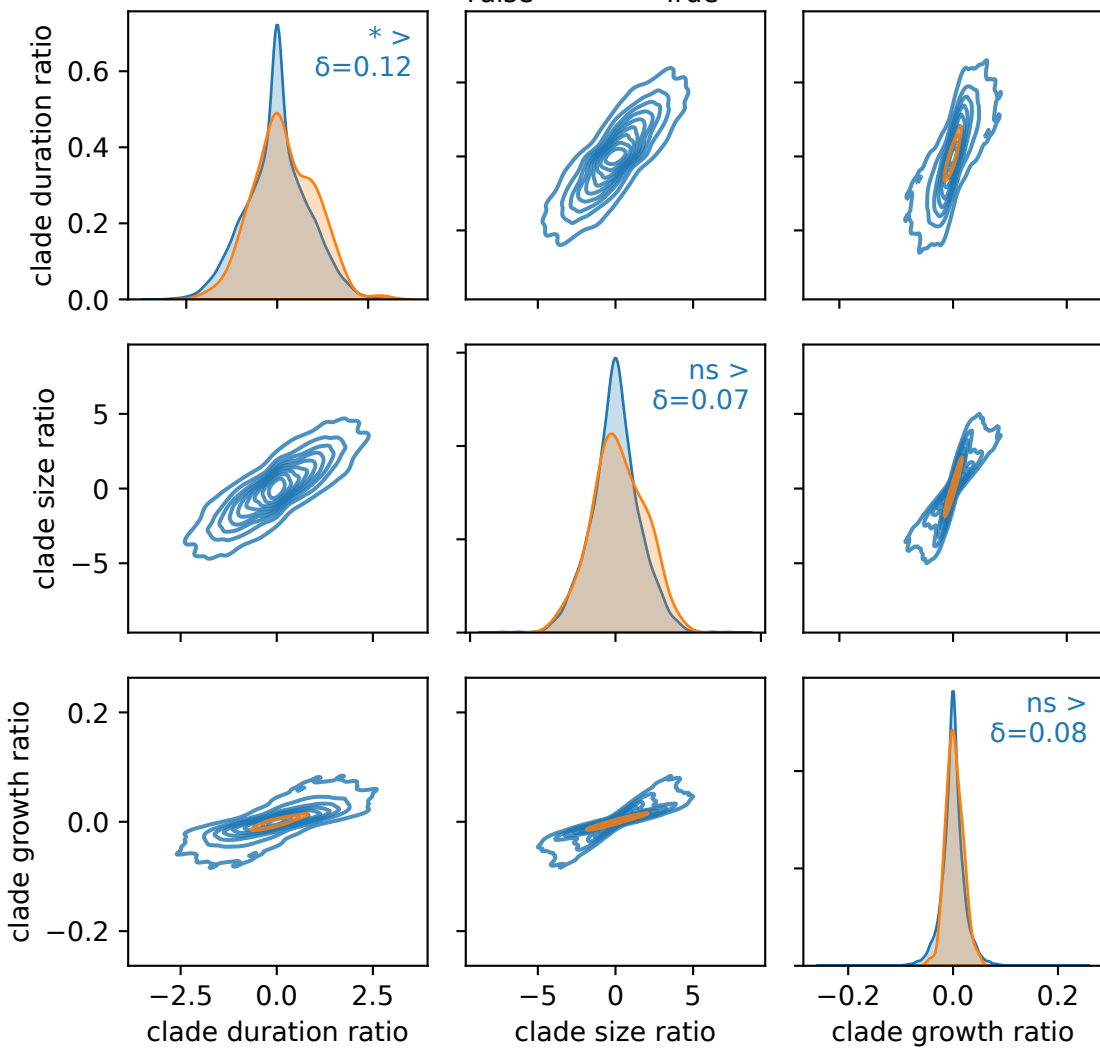 clade duration ratio
0.6
0.4
0.2
0.0
* >
δ=0.12
clade size ratio
5
0
−5
ns >
δ=0.07
clade growth ratio
0.2
0.0
−0.2
ns >
δ=0.08
−2.5 0.0 2.5
−5 0 5
−0.2 0.0 0.2
clade duration ratio
clade size ratio
clade growth ratio